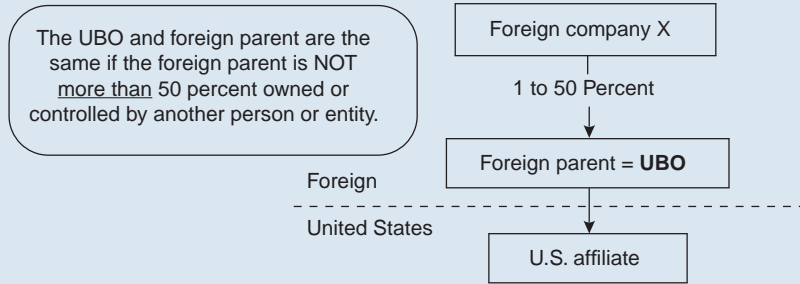 The UBO and foreign parent are the
same if the foreign parent is NOT
more than 50 percent owned or
controlled by another person or entity.
Foreign company X
1 to 50 Percent
Foreign parent = UBO
Foreign
United States
U.S. affiliate